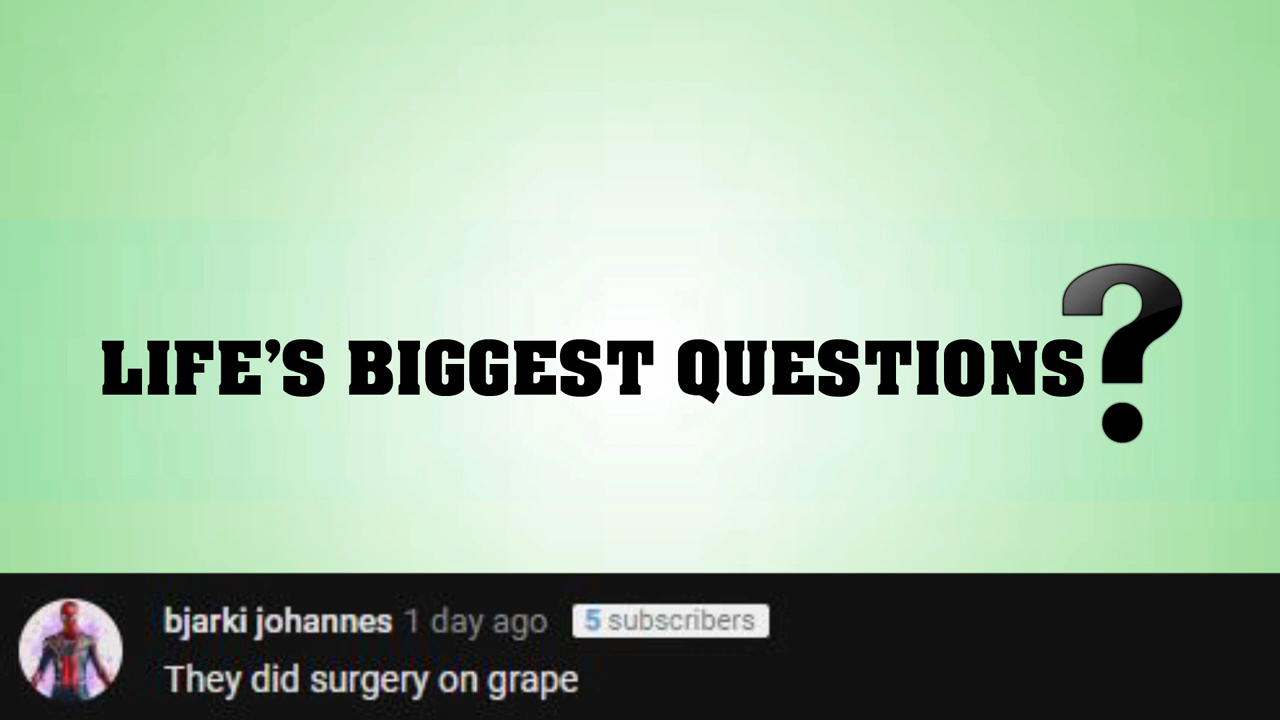 LIFE’S BIGGEST QUESTIONS?
bjarki johannes 1 day ago 5 subscribers
They did surgery on grape